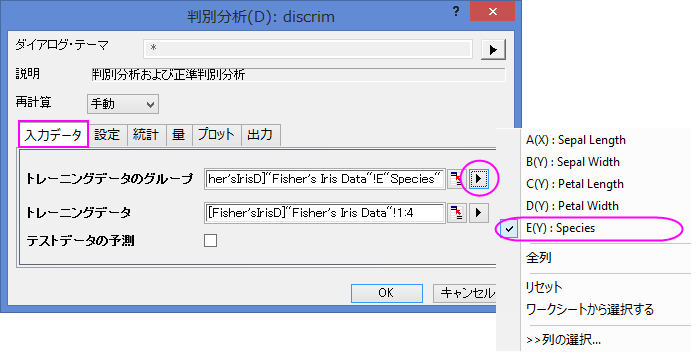 判別分析(D): discrim
?
ダイアログ・テーマ
*
説明
判別分析および正準判別分析
再計算
手動
入力データ 設定 統計 量 プロット 出力
トレーニングデータのグループ
her'sIrisD]"Fisher's Iris Data"!E"Species"
トレーニングデータ
[Fisher'sIrisD]"Fisher's Iris Data"!1:4
テストデータの予測
OK キャンセル
A(X) : Sepal Length
B(Y) : Sepal Width
C(Y) : Petal Length
D(Y) : Petal Width
E(Y) : Species
全列
リセット
ワークシートから選択する
>>列の選択...